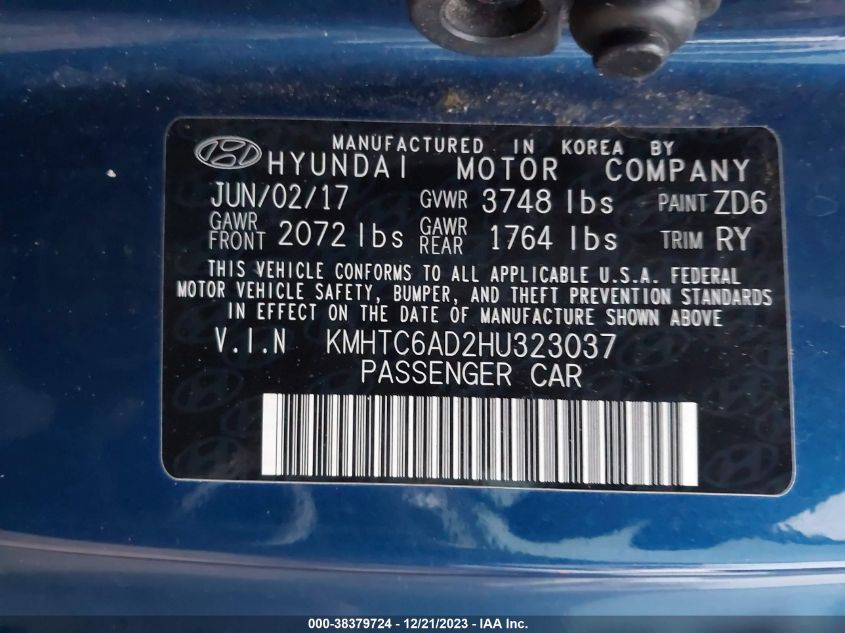 MANUFACTURED IN KOREA BY
HYUNDAI MOTOR COMPANY
JUN/02/17 GVWR 3748 lbs PAINT ZD6
GAWR FRONT 2072 lbs GAWR REAR 1764 lbs TRIM RY
THIS VEHICLE CONFORMS TO ALL APPLICABLE U.S.A. FEDERAL
MOTOR VEHICLE SAFETY, BUMPER, AND THEFT PREVENTION STANDARDS
IN EFFECT ON THE DATE OF MANUFACTURE SHOWN ABOVE
V.I.N KMHTC6AD2HU323037
PASSENGER CAR
000-38379724 - 12/21/2023 - IAA Inc.